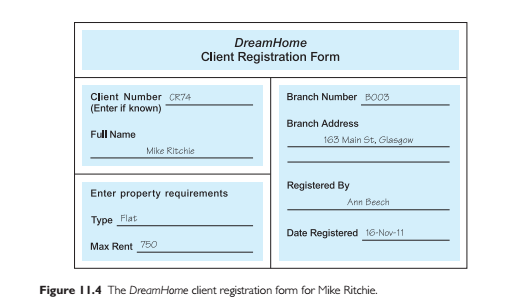 DreamHome
Client Registration Form
Client Number CR74
(Enter if known)
Full Name
Mike Ritchie
Enter property requirements
Type Flat
Max Rent 750
Branch Number B003
Branch Address
163 Main St, Glasgow
Registered By
Ann Beech
Date Registered 16-Nov-11
Figure 11.4 The DreamHome client registration form for Mike Ritchie.